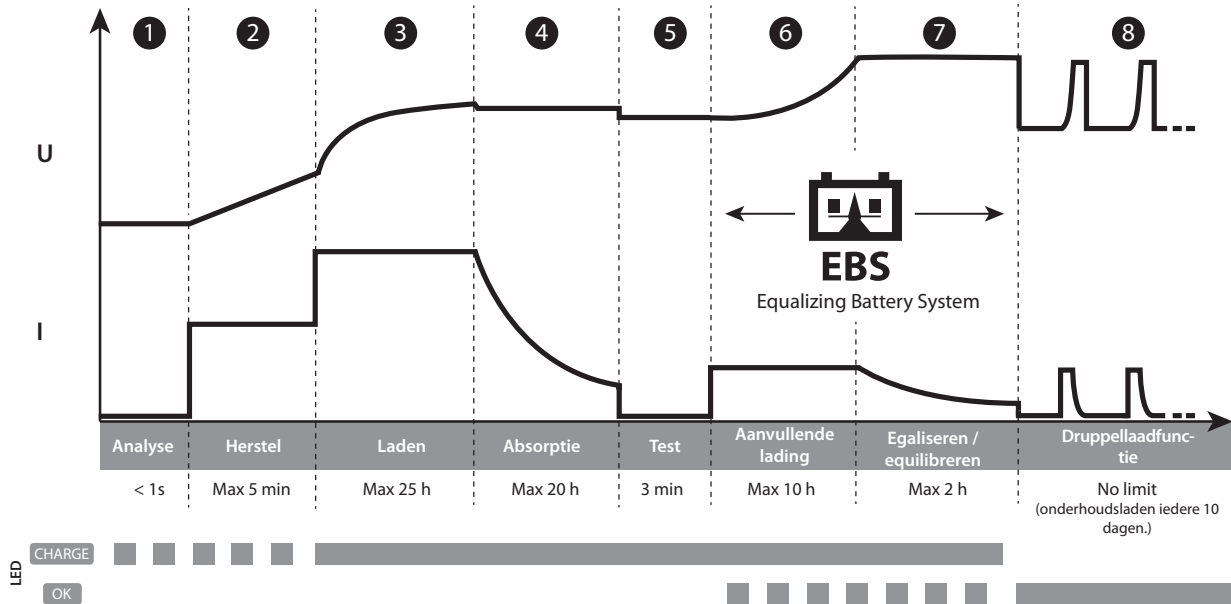 1 2 3 4 5 6 7 8
U
EBS
Equalizing Battery System
I
Analyse Herstel Laden Absorptie Test Aanvullende lading Egaliseren / equilibreren Druppellaadfunc-
tie
< 1s Max 5 min Max 25 h Max 20 h 3 min Max 10 h Max 2 h No limit
(onderhoudsladen iedere 10
dagen.)
LED
CHARGE
OK